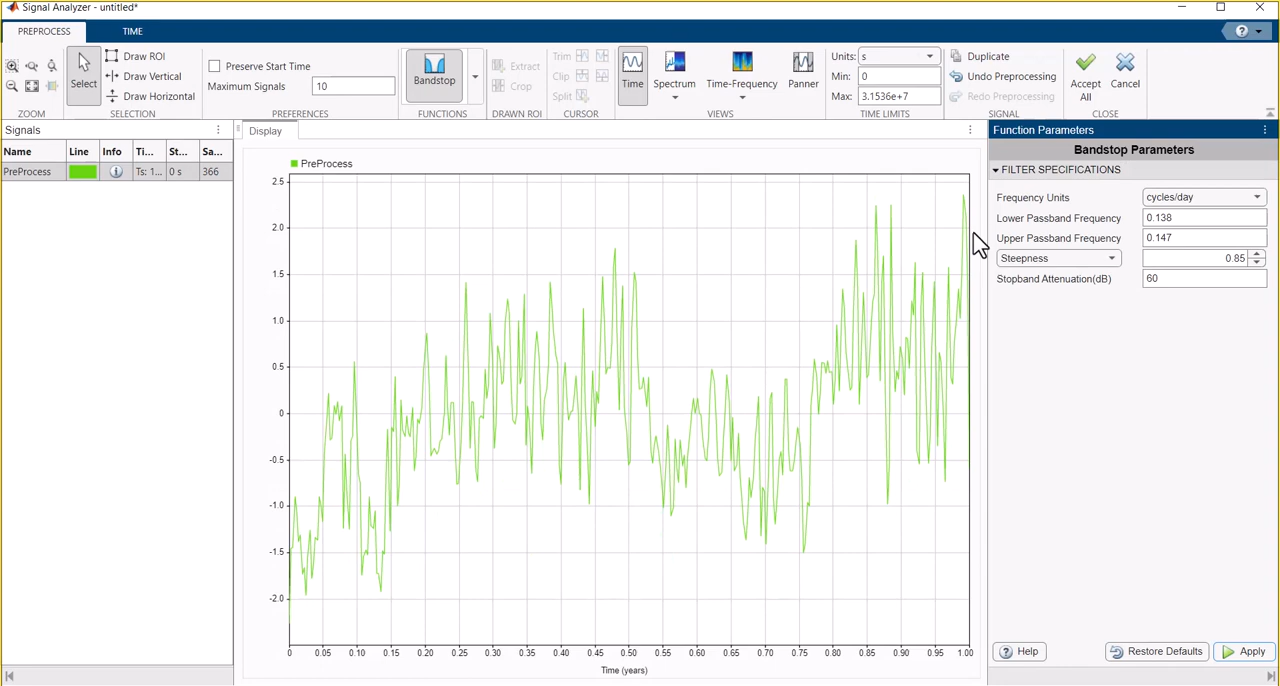 Signal Analyzer - untitled*
PREPROCESS TIME
Select
Draw ROI
Draw Vertical
Draw Horizontal
Preserve Start Time
Maximum Signals 10
Bandstop
Extract
Crop
Trim
Clip
Split
Time
Spectrum
Time-Frequency
Panner
Units: s
Min: 0
Max: 3.1536e+7
Duplicate
Undo Preprocessing
Redo Preprocessing
Accept All
Cancel
ZOOM SELECTION PREFERENCES FUNCTIONS DRAWN ROI CURSOR VIEWS TIME LIMITS SIGNAL CLOSE
Signals
Name Line Info Ti... St... Sa...
PreProcess Ts: 1... 0 s 366
Display
PreProcess
2.5
2.0
1.5
1.0
0.5
0
-0.5
-1.0
-1.5
-2.0
0 0.05 0.10 0.15 0.20 0.25 0.30 0.35 0.40 0.45 0.50 0.55 0.60 0.65 0.70 0.75 0.80 0.85 0.90 0.95 1.00
Time (years)
Function Parameters
Bandstop Parameters
FILTER SPECIFICATIONS
Frequency Units cycles/day
Lower Passband Frequency 0.138
Upper Passband Frequency 0.147
Steepness 0.85
Stopband Attenuation(dB) 60
Help Restore Defaults Apply